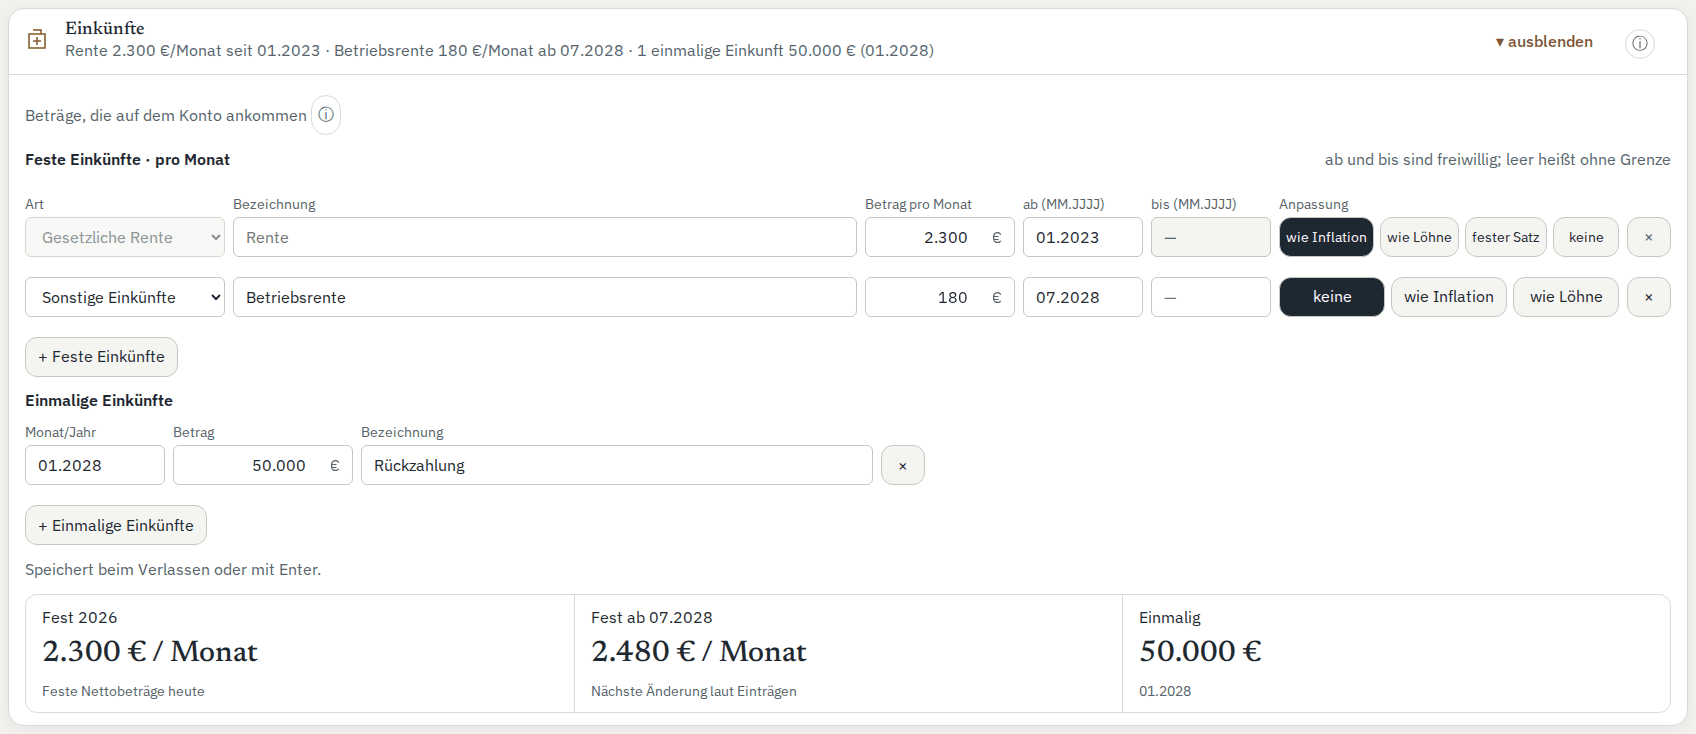 Einkünfte
Rente 2.300 €/Monat seit 01.2023 · Betriebsrente 180 €/Monat ab 07.2028 · 1 einmalige Einkunft 50.000 € (01.2028)
▾ ausblenden ⓘ
Beträge, die auf dem Konto ankommen ⓘ
Feste Einkünfte · pro Monat ab und bis sind freiwillig; leer heißt ohne Grenze
Art Bezeichnung Betrag pro Monat ab (MM.JJJJ) bis (MM.JJJJ) Anpassung
Gesetzliche Rente Rente 2.300 € 01.2023 — wie Inflation wie Löhne fester Satz keine ×
Sonstige Einkünfte Betriebsrente 180 € 07.2028 — keine wie Inflation wie Löhne ×
+ Feste Einkünfte
Einmalige Einkünfte
Monat/Jahr Betrag Bezeichnung
01.2028 50.000 € Rückzahlung ×
+ Einmalige Einkünfte
Speichert beim Verlassen oder mit Enter.
Fest 2026 Fest ab 07.2028 Einmalig
2.300 € / Monat 2.480 € / Monat 50.000 €
Feste Nettobeträge heute Nächste Änderung laut Einträgen 01.2028